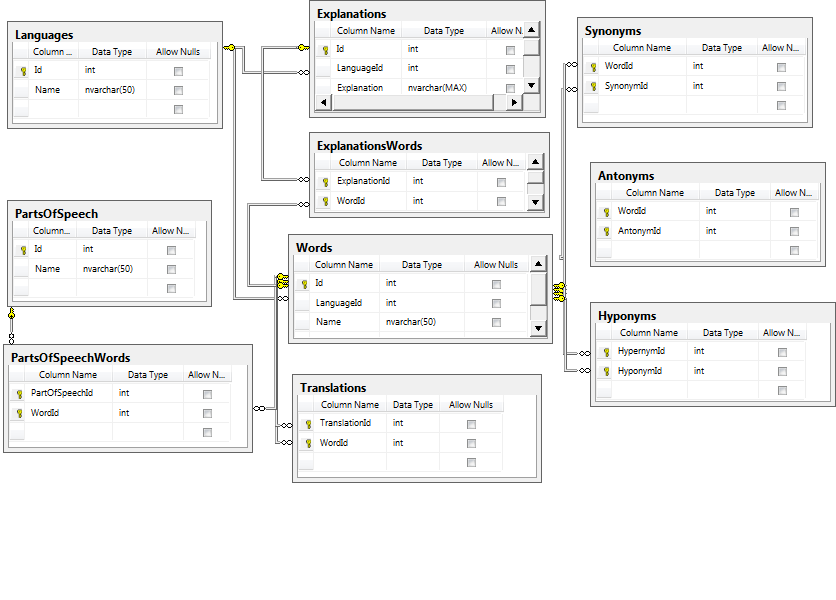 Languages
Column ... Data Type Allow Nulls
Id int
Name nvarchar(50)
Explanations
Column Name Data Type Allow N...
Id int
LanguageId int
Explanation nvarchar(MAX)
Synonyms
Column Name Data Type Allow N...
WordId int
SynonymId int
ExplanationsWords
Column Name Data Type Allow N...
ExplanationId int
WordId int
Antonyms
Column Name Data Type Allow N...
WordId int
AntonymId int
PartsOfSpeech
Column... Data Type Allow N...
Id int
Name nvarchar(50)
Words
Column Name Data Type Allow Nulls
Id int
LanguageId int
Name nvarchar(50)
Hyponyms
Column Name Data Type Allow N...
HypernymId int
HyponymId int
PartsOfSpeechWords
Column Name Data Type Allow N...
PartOfSpeechId int
WordId int
Translations
Column Name Data Type Allow Nulls
TranslationId int
WordId int